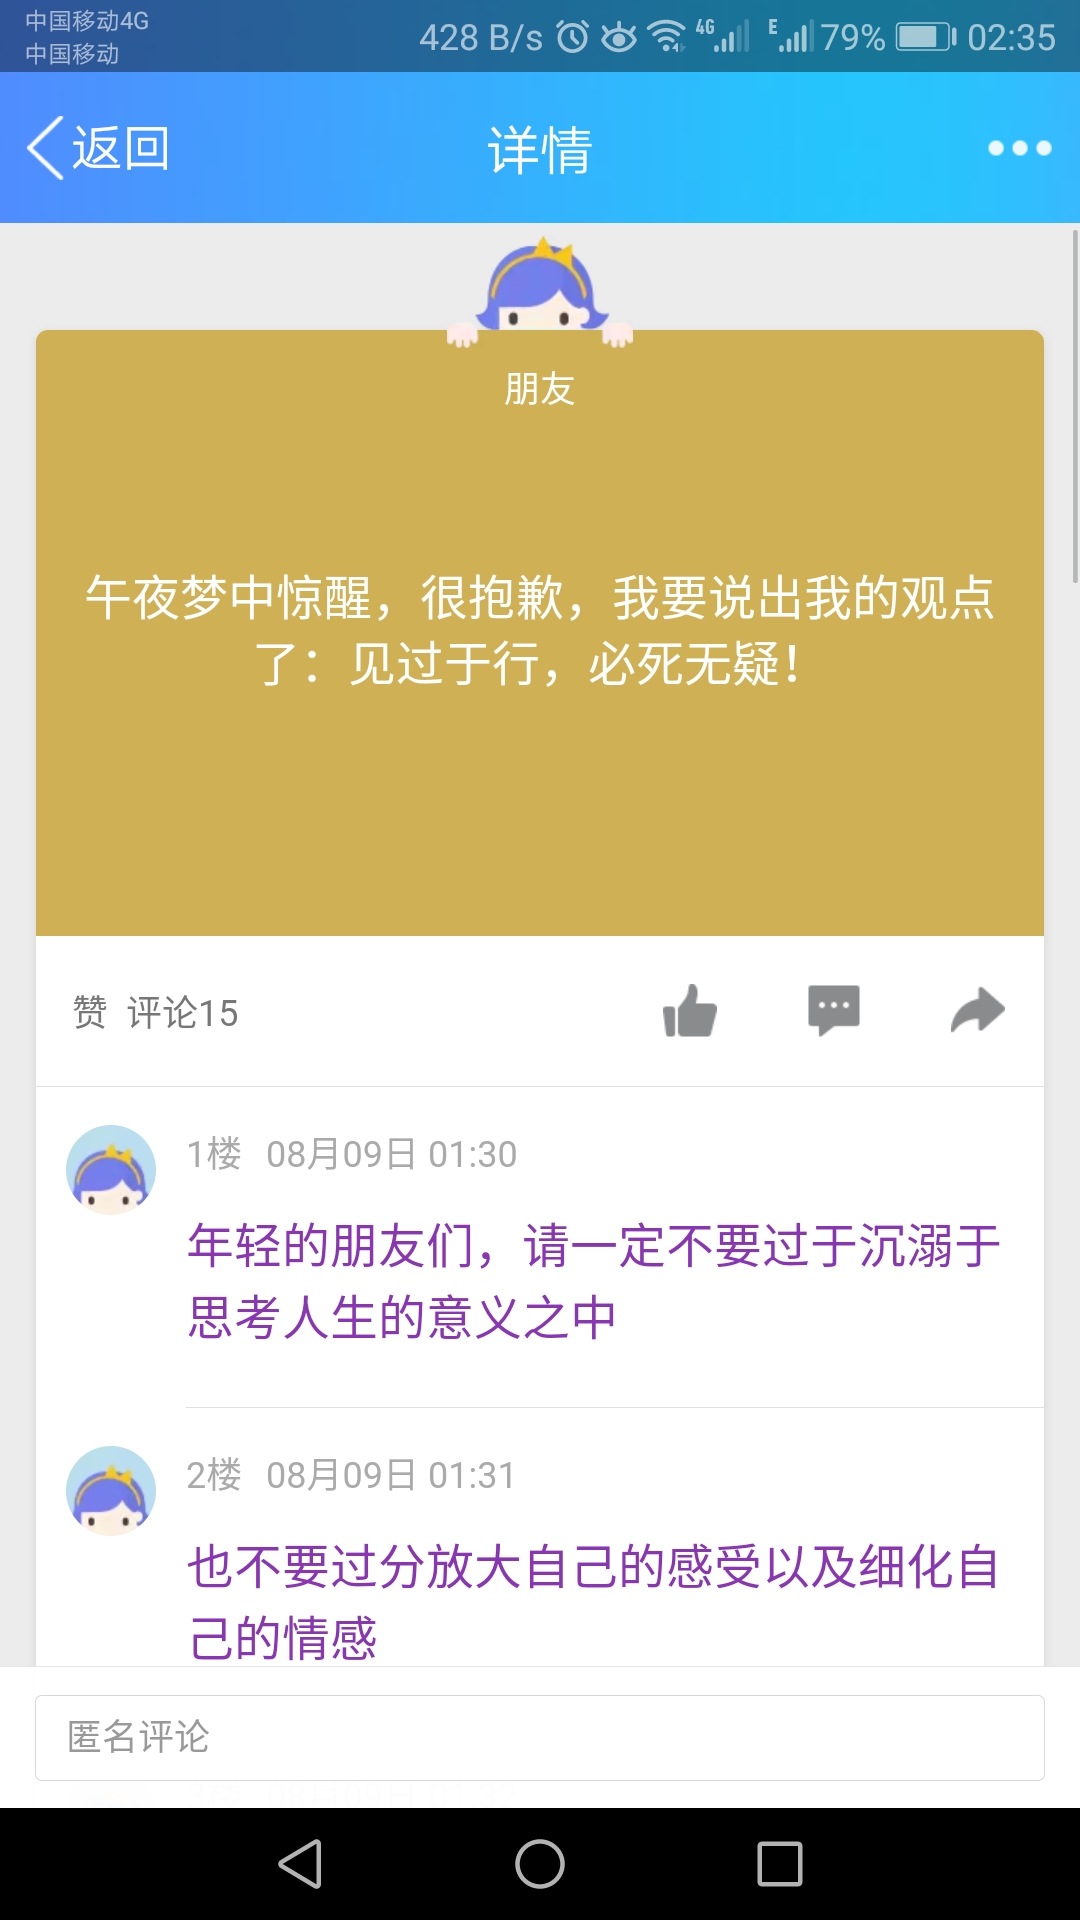 中国移动4G
中国移动
428 B/s 4G E 79% 02:35
返回 详情
朋友
午夜梦中惊醒，很抱歉，我要说出我的观点
了：见过于行，必死无疑！
赞 评论15
1楼 08月09日 01:30
年轻的朋友们，请一定不要过于沉溺于
思考人生的意义之中
2楼 08月09日 01:31
也不要过分放大自己的感受以及细化自
己的情感
匿名评论